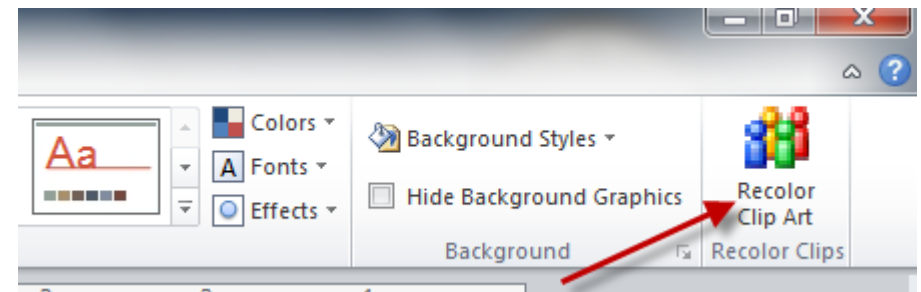 Aa
Colors
Fonts
Effects
Background Styles
Hide Background Graphics
Background
Recolor
Clip Art
Recolor Clips
A
?